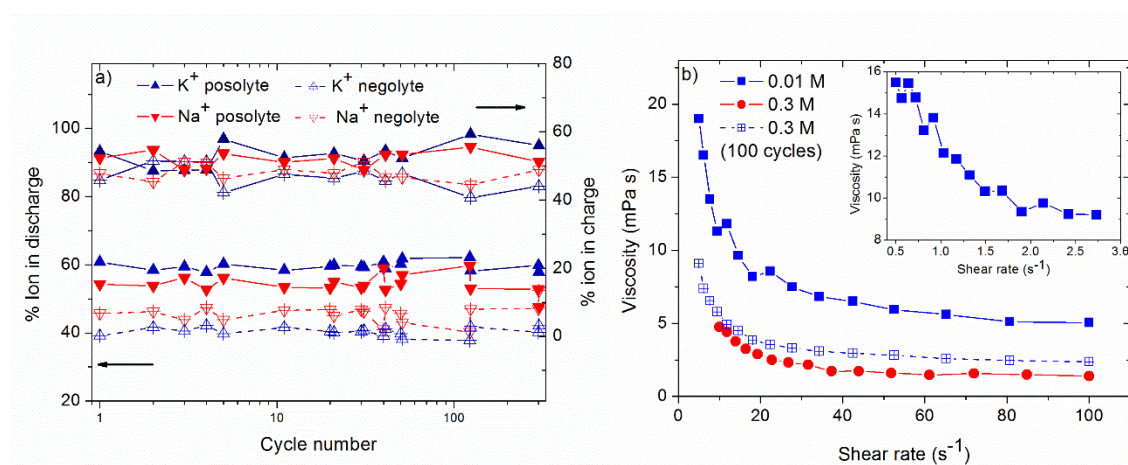 a)
K+ posolyte
K+ negolyte
Na+ posolyte
Na+ negolyte
% Ion in discharge
100
80
60
40
20
80
60
40
20
0
% ion in charge
1
10
100
Cycle number
b)
0.01 M
0.3 M
0.3 M
(100 cycles)
Viscosity (mPa s)
20
15
10
5
0
0
20
40
60
80
100
Shear rate (s-1)
Viscosity (mPa s)
16
14
12
10
8
0.5
1.0
1.5
2.0
2.5
3.0
3.6
Shear rate (s-1)